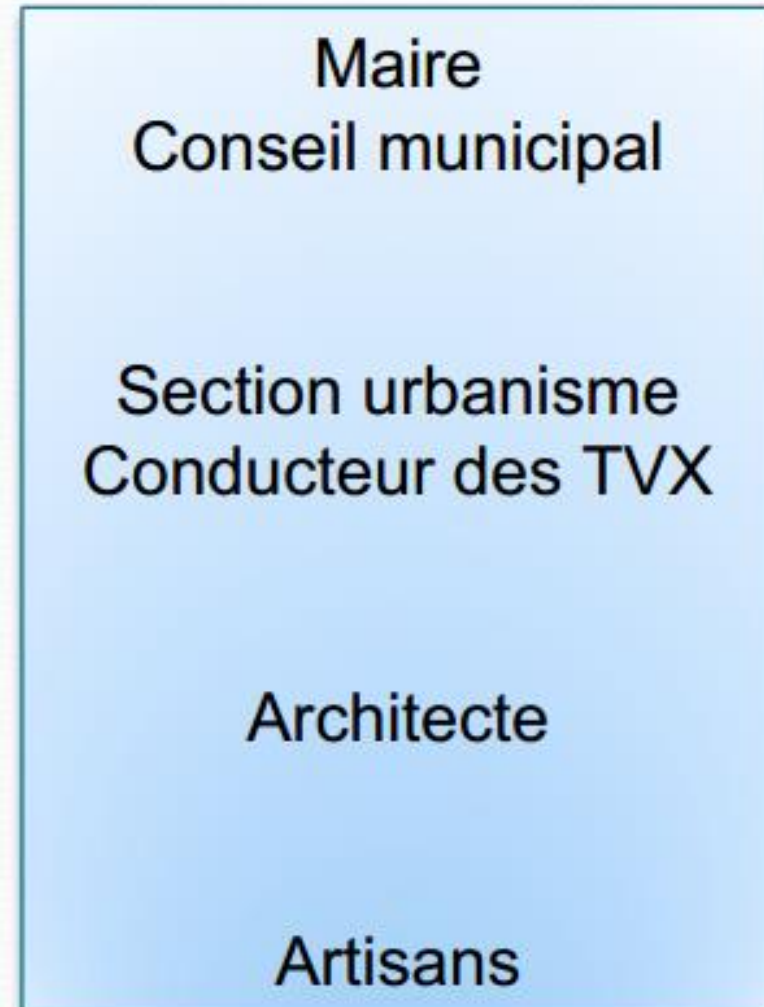 Maire
Conseil municipal
Section urbanisme
Conducteur des TVX
Architecte
Artisans